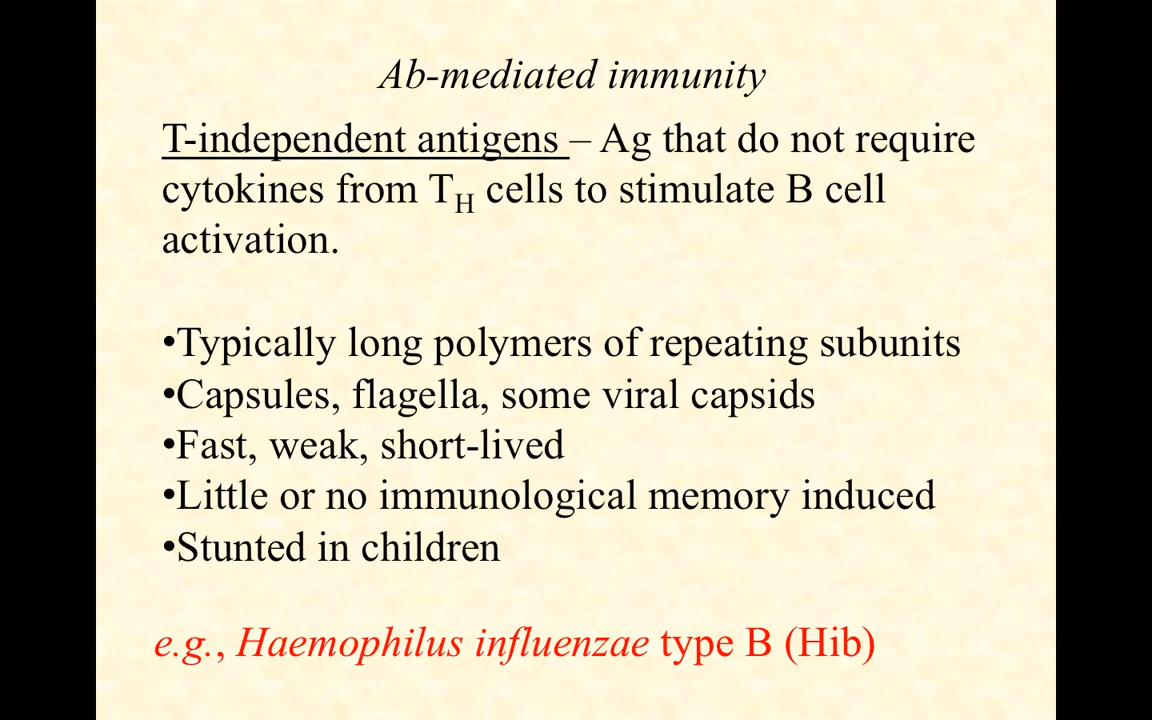 Ab-mediated immunity
T-independent antigens – Ag that do not require
cytokines from TH cells to stimulate B cell
activation.
•Typically long polymers of repeating subunits
•Capsules, flagella, some viral capsids
•Fast, weak, short-lived
•Little or no immunological memory induced
•Stunted in children
e.g., Haemophilus influenzae type B (Hib)